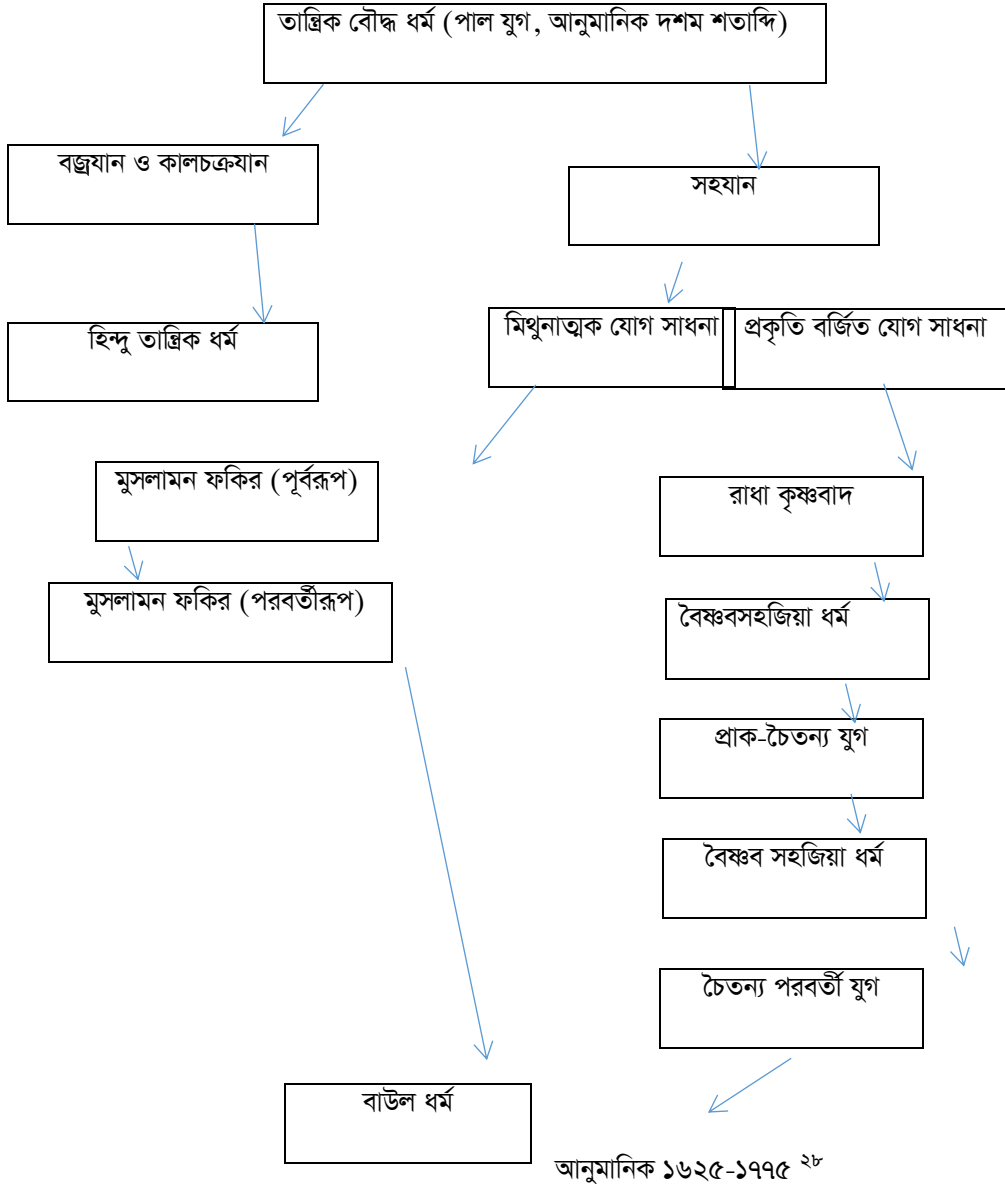 তান্ত্রিক বৌদ্ধ ধর্ম (পাল যুগ, আনুমানিক দশম শতাব্দি)
বজ্রযান ও কালচক্রযান
সহযান
হিন্দু তান্ত্রিক ধর্ম
মিথুনাত্মক যোগ সাধনা
প্রকৃতি বর্জিত যোগ সাধনা
মুসলামন ফকির (পূর্বরূপ)
রাধা কৃষ্ণবাদ
মুসলামন ফকির (পরবর্তীরূপ)
বৈষ্ণবসহজিয়া ধর্ম
প্রাক-চৈতন্য যুগ
বৈষ্ণব সহজিয়া ধর্ম
চৈতন্য পরবর্তী যুগ
বাউল ধর্ম
আনুমানিক ১৬২৫-১৭৭৫ ২৮